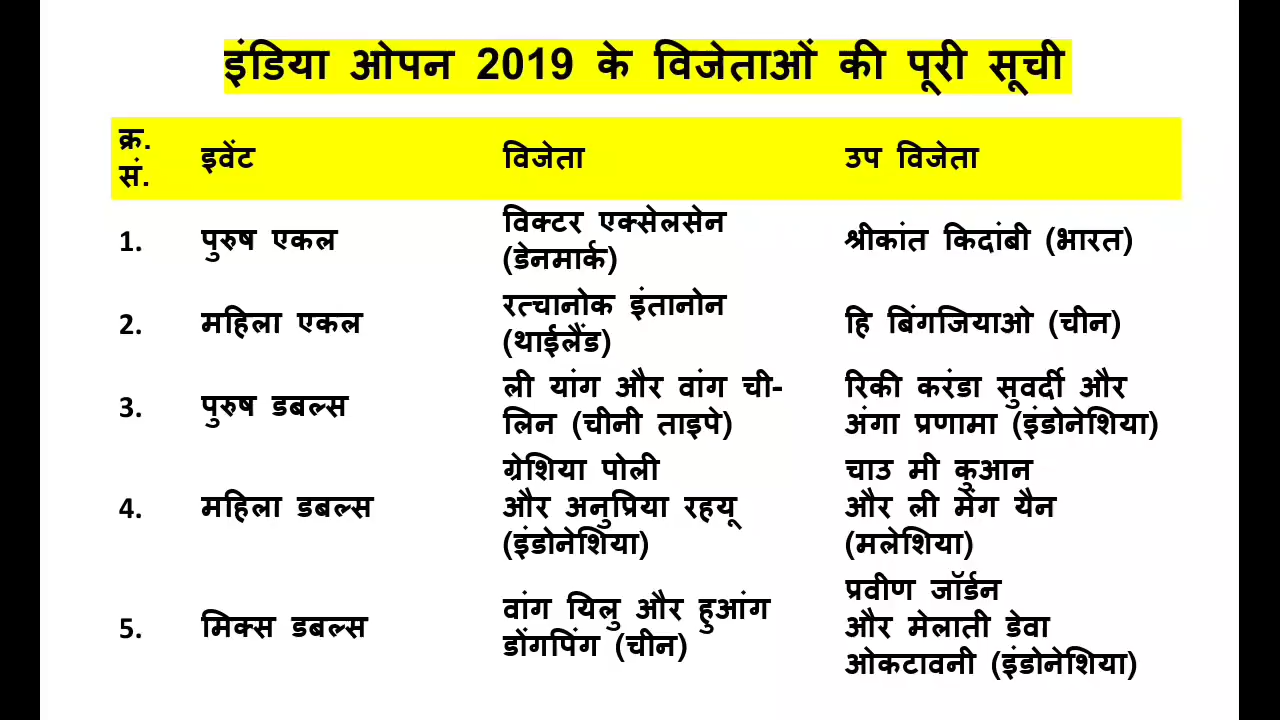 इंडिया ओपन 2019 के विजेताओं की पूरी सूची
क्र. सं. इवेंट विजेता उप विजेता
1. पुरुष एकल विक्टर एक्सेलसेन (डेनमार्क) श्रीकांत किदांबी (भारत)
2. महिला एकल रत्चानोक इंतानोन (थाईलैंड) हि बिंगजियाओ (चीन)
3. पुरुष डबल्स ली यांग और वांग ची-लिन (चीनी ताइपे) रिकी करंडा सुवर्दी और अंगा प्रणामा (इंडोनेशिया)
4. महिला डबल्स ग्रेशिया पोली और अनुप्रिया रहयू (इंडोनेशिया) चाउ मी कुआन और ली मेंग यैन (मलेशिया)
5. मिक्स डबल्स वांग यिलु और हुआंग डोंगपिंग (चीन) प्रवीण जॉर्डन और मेलाती डेवा ओकटावनी (इंडोनेशिया)